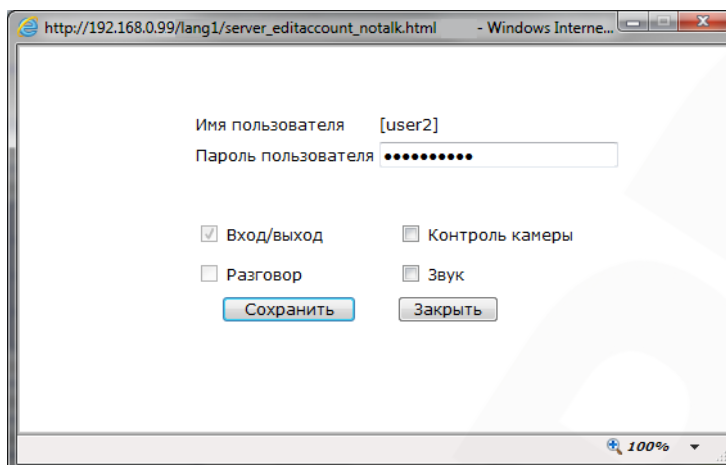 http://192.168.0.99/lang1/server_editaccount_notalk.html - Windows Interne...
Имя пользователя [user2]
Пароль пользователя ••••••••••
Вход/выход Контроль камеры
Разговор Звук
Сохранить Закрыть
100%